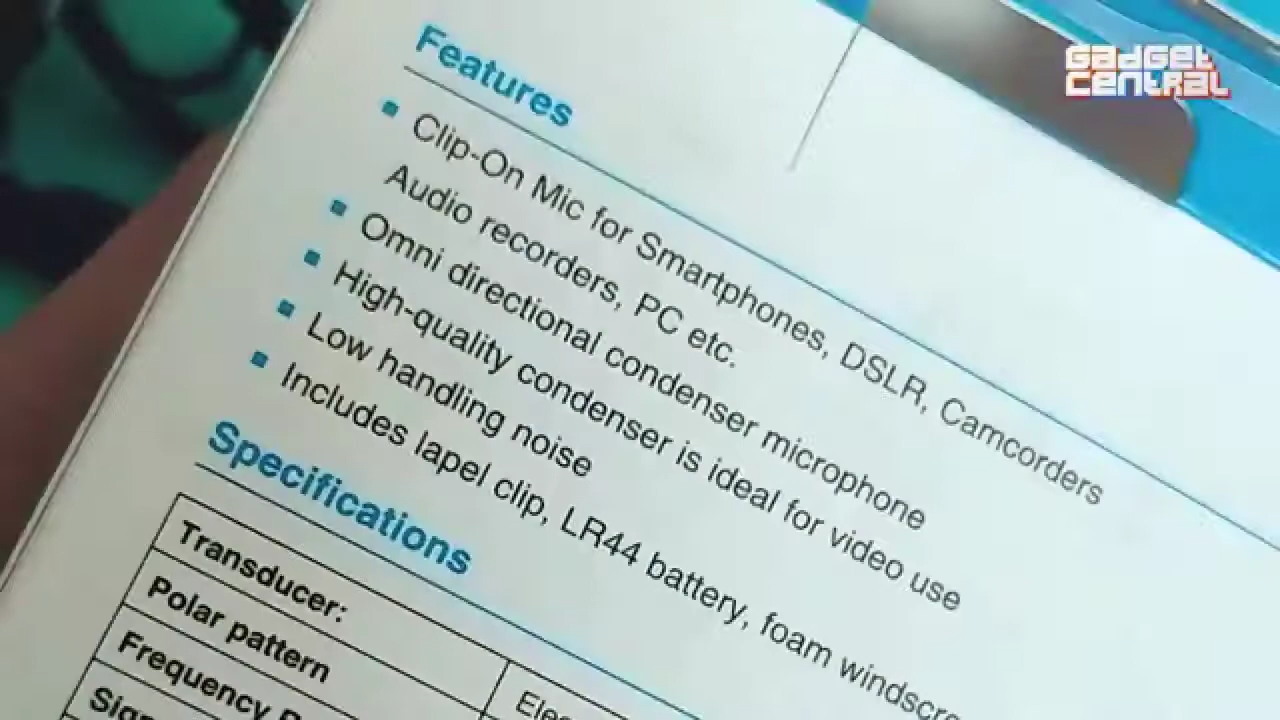 GADGET
CENTRAL
Features
Clip-On Mic for Smartphones, DSLR, Camcorders
Audio recorders, PC etc.
Omni directional condenser microphone
High-quality condenser is ideal for video use
Low handling noise
Includes lapel clip, LR44 battery, foam
Specifications
Transducer:
Polar pattern
Frequency